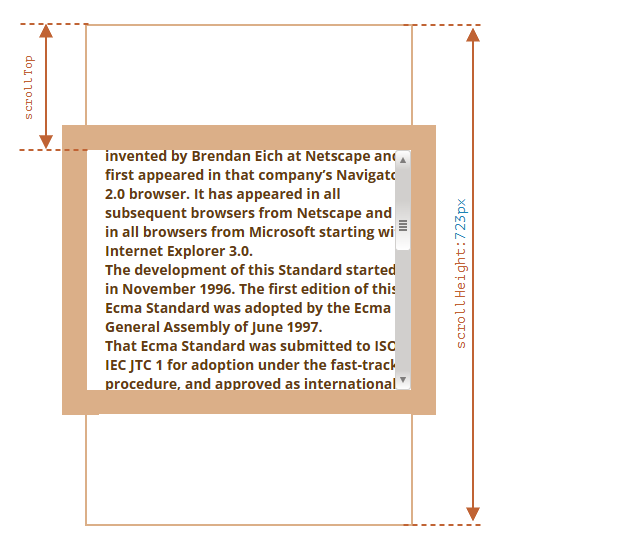 scrollTop
invented by Brendan Eich at Netscape and
first appeared in that company’s Navigato
2.0 browser. It has appeared in all
subsequent browsers from Netscape and
in all browsers from Microsoft starting wi
Internet Explorer 3.0.
The development of this Standard started
in November 1996. The first edition of this
Ecma Standard was adopted by the Ecma
General Assembly of June 1997.
That Ecma Standard was submitted to ISO
IEC JTC 1 for adoption under the fast-track
procedure, and approved as international
scrollHeight:723px